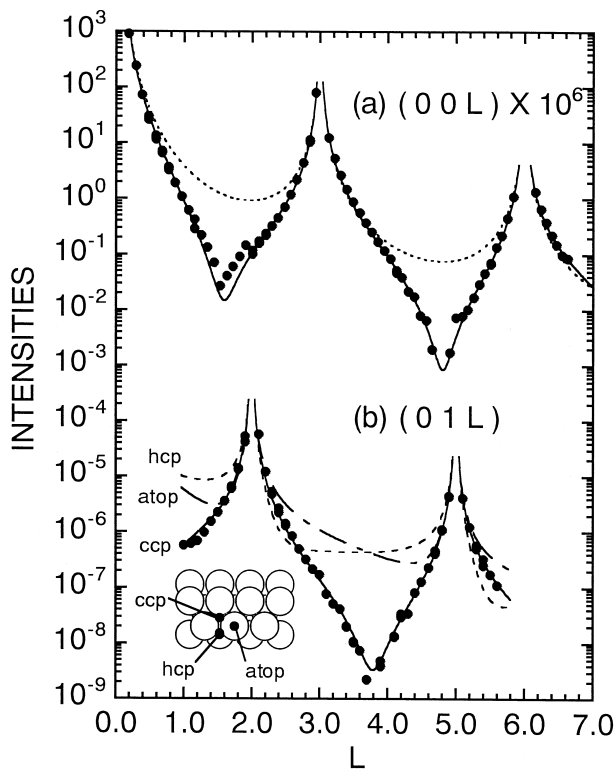 10³
10²
10¹
10⁰
10⁻¹
10⁻²
10⁻³
10⁻⁴
10⁻⁵
10⁻⁶
10⁻⁷
10⁻⁸
10⁻⁹
INTENSITIES
(a) ( 0 0 L ) X 10⁶
(b) ( 0 1 L )
hcp
atop
ccp
ccp
hcp
atop
0.0 1.0 2.0 3.0 4.0 5.0 6.0 7.0
L